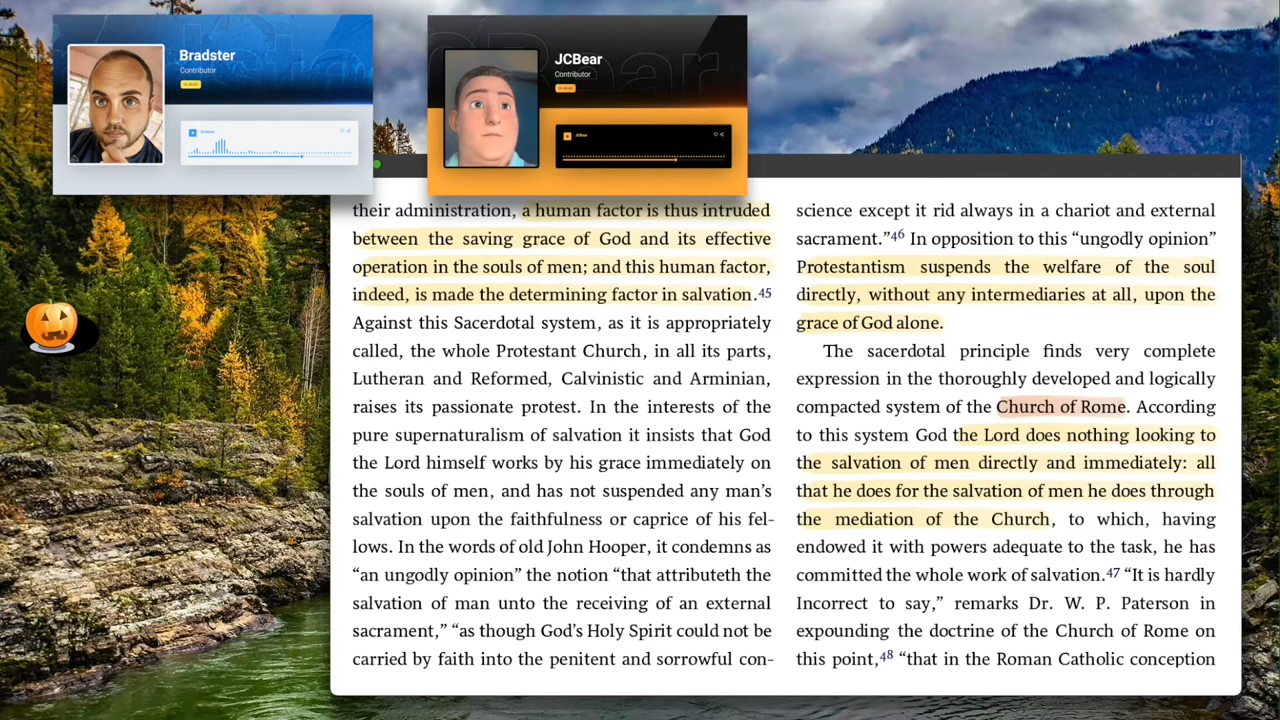 Bradster
Contributor
JCBear
Contributor
JCBear
their administration, a human factor is thus intruded
between the saving grace of God and its effective
operation in the souls of men; and this human factor,
indeed, is made the determining factor in salvation.45
Against this Sacerdotal system, as it is appropriately
called, the whole Protestant Church, in all its parts,
Lutheran and Reformed, Calvinistic and Arminian,
raises its passionate protest. In the interests of the
pure supernaturalism of salvation it insists that God
the Lord himself works by his grace immediately on
the souls of men, and has not suspended any man’s
salvation upon the faithfulness or caprice of his fel-
lows. In the words of old John Hooper, it condemns as
“an ungodly opinion” the notion “that attributeth the
salvation of man unto the receiving of an external
sacrament,” “as though God’s Holy Spirit could not be
carried by faith into the penitent and sorrowful con-
science except it rid always in a chariot and external
sacrament.”46 In opposition to this “ungodly opinion”
Protestantism suspends the welfare of the soul
directly, without any intermediaries at all, upon the
grace of God alone.
The sacerdotal principle finds very complete
expression in the thoroughly developed and logically
compacted system of the Church of Rome. According
to this system God the Lord does nothing looking to
the salvation of men directly and immediately: all
that he does for the salvation of men he does through
the mediation of the Church, to which, having
endowed it with powers adequate to the task, he has
committed the whole work of salvation.47 “It is hardly
Incorrect to say,” remarks Dr. W. P. Paterson in
expounding the doctrine of the Church of Rome on
this point,48 “that in the Roman Catholic conception